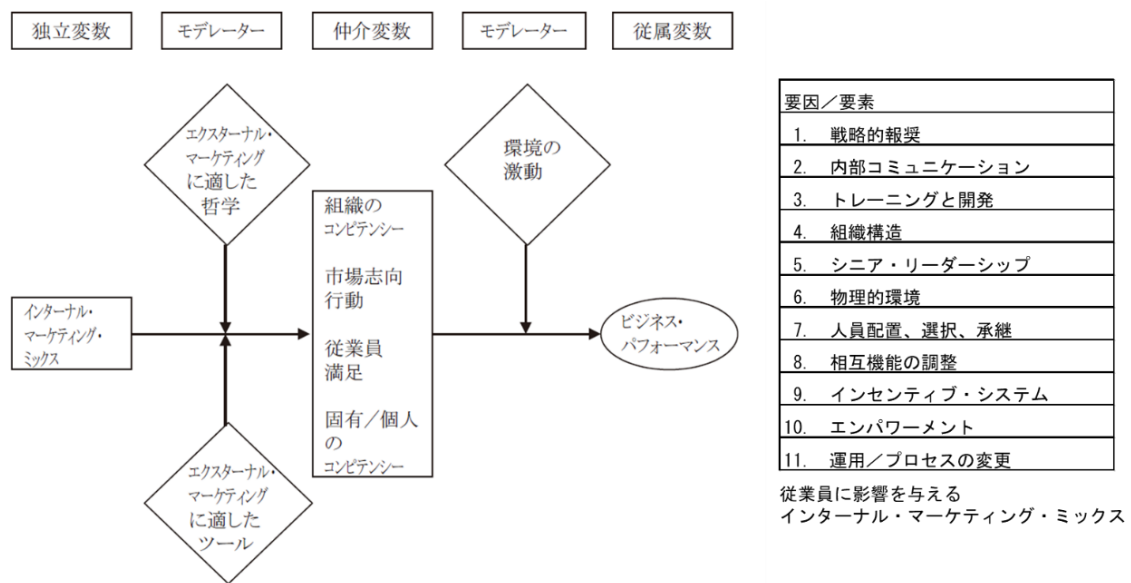 独立変数
モデレーター
仲介変数
モデレーター
従属変数
エクスターナル・
マーケティング
に適した
哲学
環境の
激動
インターナル・
マーケティング・
ミックス
組織の
コンピテンシー
市場志向
行動
従業員
満足
固有／個人
の
コンピテンシー
ビジネス・
パフォーマンス
エクスターナル・
マーケティング
に適した
ツール
要因／要素
1. 戦略的報奨
2. 内部コミュニケーション
3. トレーニングと開発
4. 組織構造
5. シニア・リーダーシップ
6. 物理的環境
7. 人員配置、選択、承継
8. 相互機能の調整
9. インセンティブ・システム
10. エンパワーメント
11. 運用／プロセスの変更
従業員に影響を与える
インターナル・マーケティング・ミックス